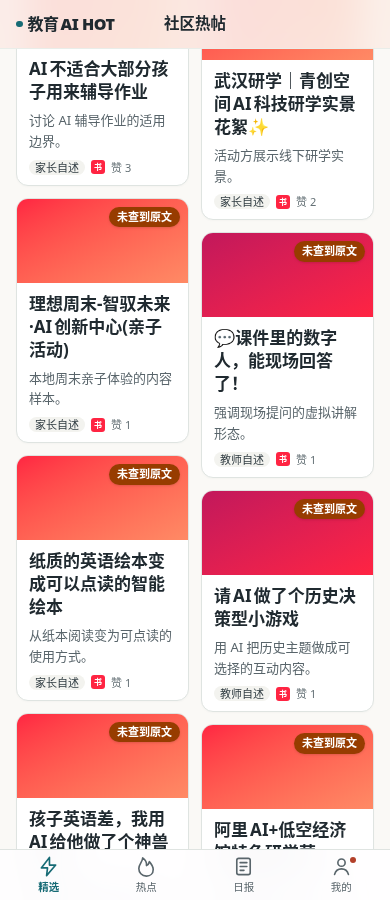 教育AI HOT
社区热帖
AI不适合大部分孩
子用来辅导作业
讨论 AI 辅导作业的适用
边界。
家长自述 书 赞 3
未查到原文
理想周末-智驭未来
·AI创新中心(亲子
活动)
本地周末亲子体验的内容
样本。
家长自述 书 赞 1
未查到原文
纸质的英语绘本变
成可以点读的智能
绘本
从纸本阅读变为可点读的
使用方式。
家长自述 书 赞 1
未查到原文
孩子英语差，我用
AI给他做了个神兽
武汉研学｜青创空
间AI科技研学实景
花絮✨
活动方展示线下研学实
景。
家长自述 书 赞 2
未查到原文
💬课件里的数字
人，能现场回答
了！
强调现场提问的虚拟讲解
形态。
教师自述 书 赞 1
未查到原文
请AI做了个历史决
策型小游戏
用 AI 把历史主题做成可
选择的互动内容。
教师自述 书 赞 1
未查到原文
阿里AI+低空经济
精选
热点
日报
我的